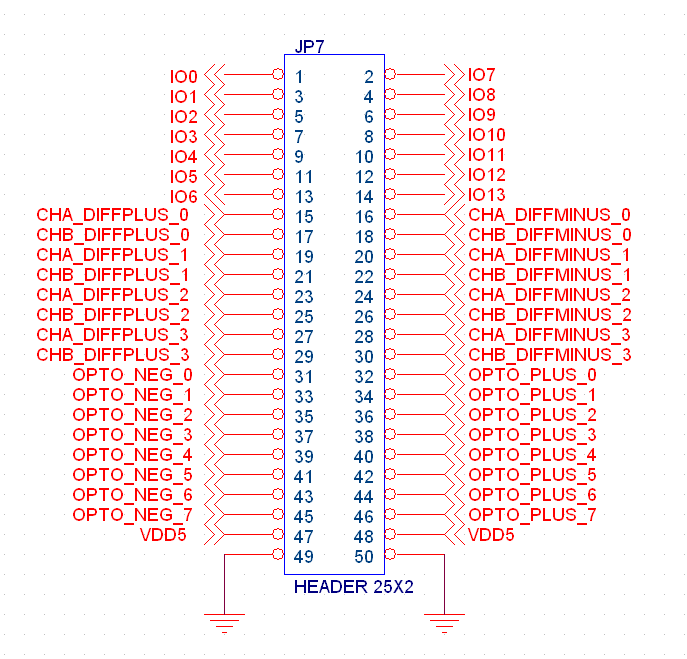 JP7
IO0 1 2 IO7
IO1 3 4 IO8
IO2 5 6 IO9
IO3 7 8 IO10
IO4 9 10 IO11
IO5 11 12 IO12
IO6 13 14 IO13
CHA_DIFFPLUS_0 15 16 CHA_DIFFMINUS_0
CHB_DIFFPLUS_0 17 18 CHB_DIFFMINUS_0
CHA_DIFFPLUS_1 19 20 CHA_DIFFMINUS_1
CHB_DIFFPLUS_1 21 22 CHB_DIFFMINUS_1
CHA_DIFFPLUS_2 23 24 CHA_DIFFMINUS_2
CHB_DIFFPLUS_2 25 26 CHB_DIFFMINUS_2
CHA_DIFFPLUS_3 27 28 CHA_DIFFMINUS_3
CHB_DIFFPLUS_3 29 30 CHB_DIFFMINUS_3
OPTO_NEG_0 31 32 OPTO_PLUS_0
OPTO_NEG_1 33 34 OPTO_PLUS_1
OPTO_NEG_2 35 36 OPTO_PLUS_2
OPTO_NEG_3 37 38 OPTO_PLUS_3
OPTO_NEG_4 39 40 OPTO_PLUS_4
OPTO_NEG_5 41 42 OPTO_PLUS_5
OPTO_NEG_6 43 44 OPTO_PLUS_6
OPTO_NEG_7 45 46 OPTO_PLUS_7
VDD5 47 48 VDD5
49 50
HEADER 25X2